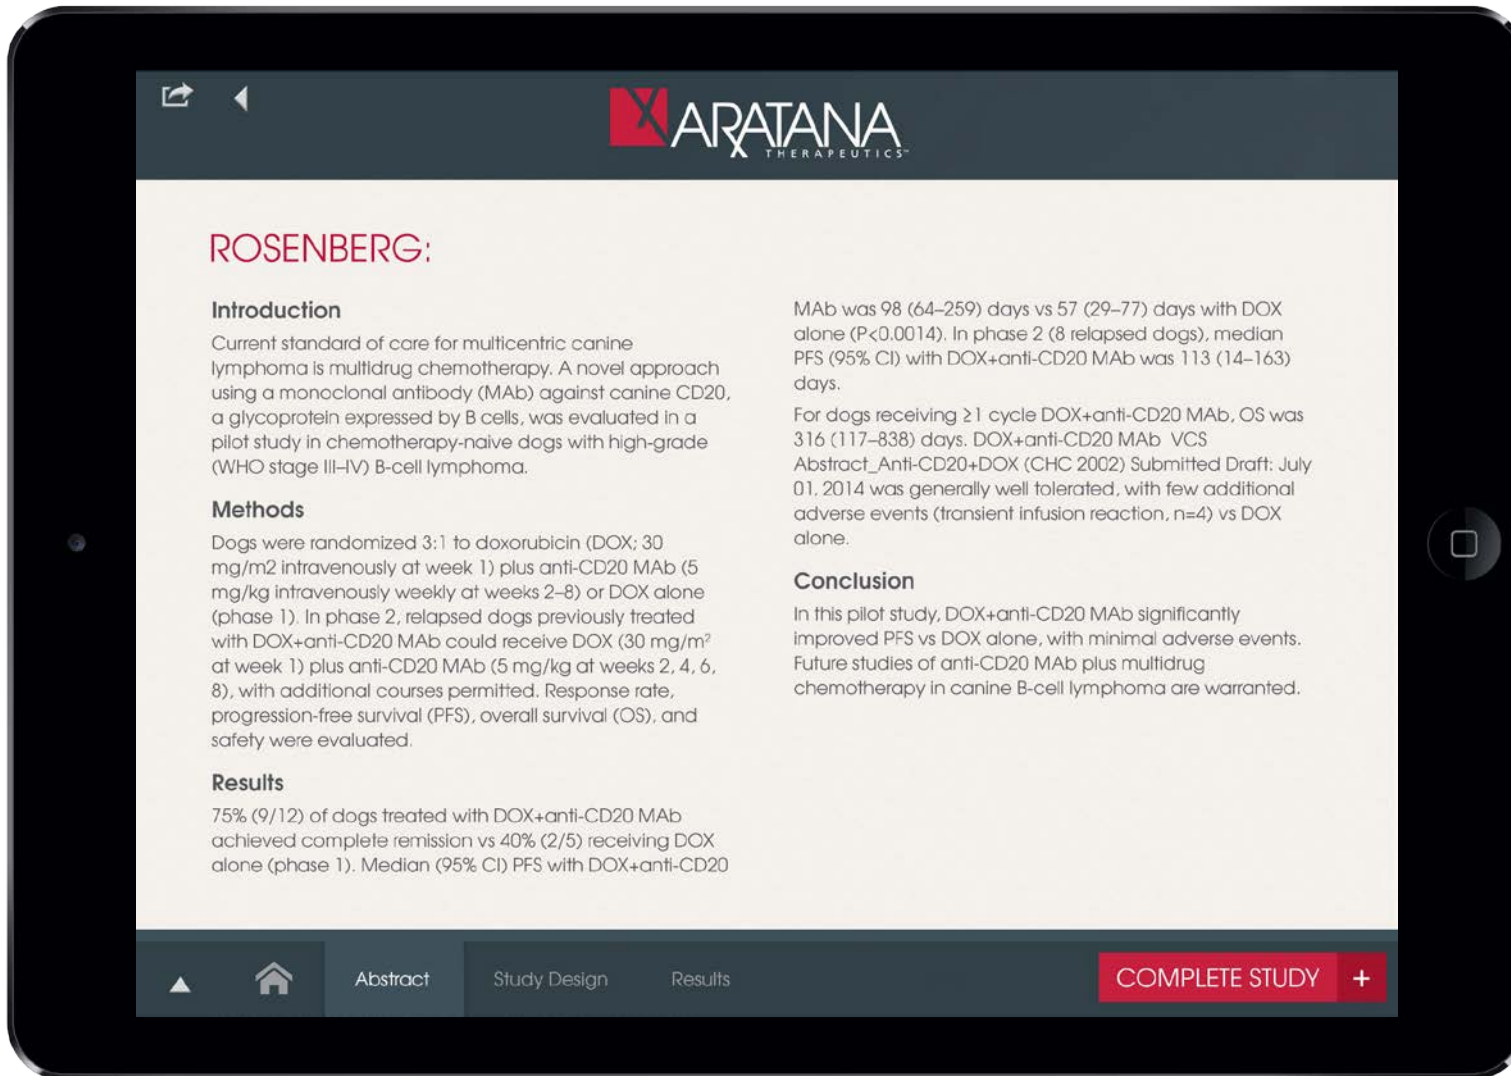 ARATANA
THERAPEUTICS™
ROSENBERG:
Introduction
Current standard of care for multicentric canine
lymphoma is multidrug chemotherapy. A novel approach
using a monoclonal antibody (MAb) against canine CD20,
a glycoprotein expressed by B cells, was evaluated in a
pilot study in chemotherapy-naive dogs with high-grade
(WHO stage III–IV) B-cell lymphoma.
Methods
Dogs were randomized 3:1 to doxorubicin (DOX; 30
mg/m2 intravenously at week 1) plus anti-CD20 MAb (5
mg/kg intravenously weekly at weeks 2–8) or DOX alone
(phase 1). In phase 2, relapsed dogs previously treated
with DOX+anti-CD20 MAb could receive DOX (30 mg/m²
at week 1) plus anti-CD20 MAb (5 mg/kg at weeks 2, 4, 6,
8), with additional courses permitted. Response rate,
progression-free survival (PFS), overall survival (OS), and
safety were evaluated.
Results
75% (9/12) of dogs treated with DOX+anti-CD20 MAb
achieved complete remission vs 40% (2/5) receiving DOX
alone (phase 1). Median (95% CI) PFS with DOX+anti-CD20
MAb was 98 (64–259) days vs 57 (29–77) days with DOX
alone (P<0.0014). In phase 2 (8 relapsed dogs), median
PFS (95% CI) with DOX+anti-CD20 MAb was 113 (14–163)
days.
For dogs receiving ≥1 cycle DOX+anti-CD20 MAb, OS was
316 (117–838) days. DOX+anti-CD20 MAb VCS
Abstract_Anti-CD20+DOX (CHC 2002) Submitted Draft: July
01, 2014 was generally well tolerated, with few additional
adverse events (transient infusion reaction, n=4) vs DOX
alone.
Conclusion
In this pilot study, DOX+anti-CD20 MAb significantly
improved PFS vs DOX alone, with minimal adverse events.
Future studies of anti-CD20 MAb plus multidrug
chemotherapy in canine B-cell lymphoma are warranted.
Abstract
Study Design
Results
COMPLETE STUDY +